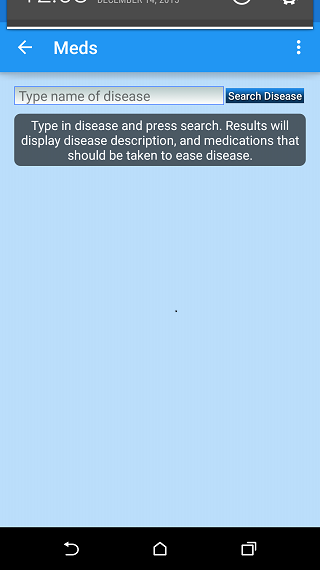 DECEMBER 14, 2015
Meds
Type name of disease
Search Disease
Type in disease and press search. Results will
display disease description, and medications that
should be taken to ease disease.